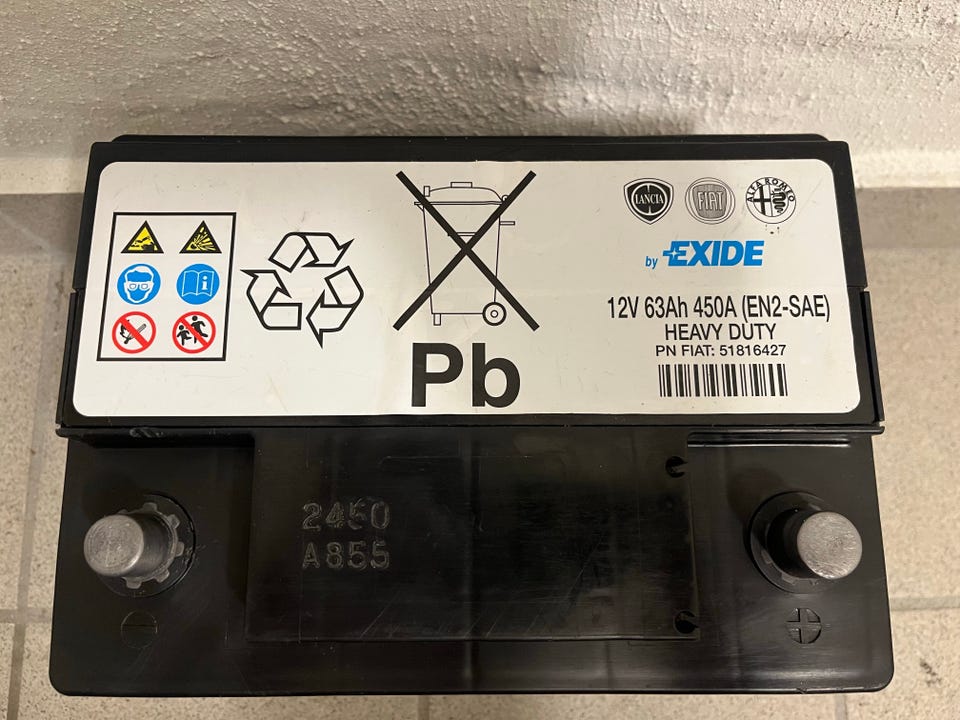 LANCIA
FIAT
ALFA ROMEO
by EXIDE
12V 63Ah 450A (EN2-SAE)
HEAVY DUTY
PN FIAT: 51816427
Pb
2450
A855